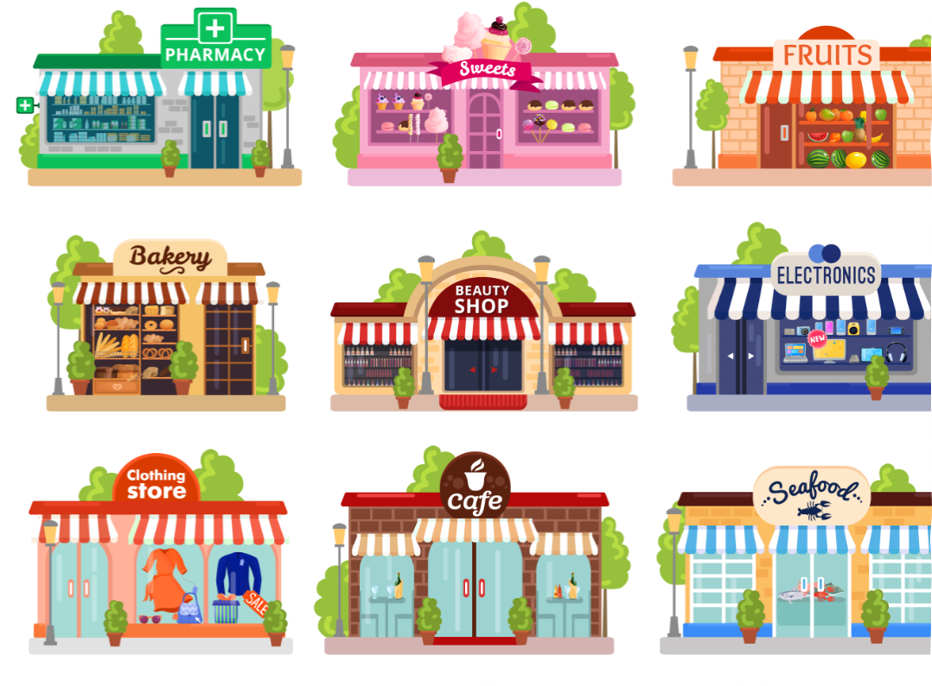 PHARMACY
Sweets
FRUITS
Bakery
BEAUTY
SHOP
ELECTRONICS
NEW
Clothing
store
SALE
cafe
Seafood